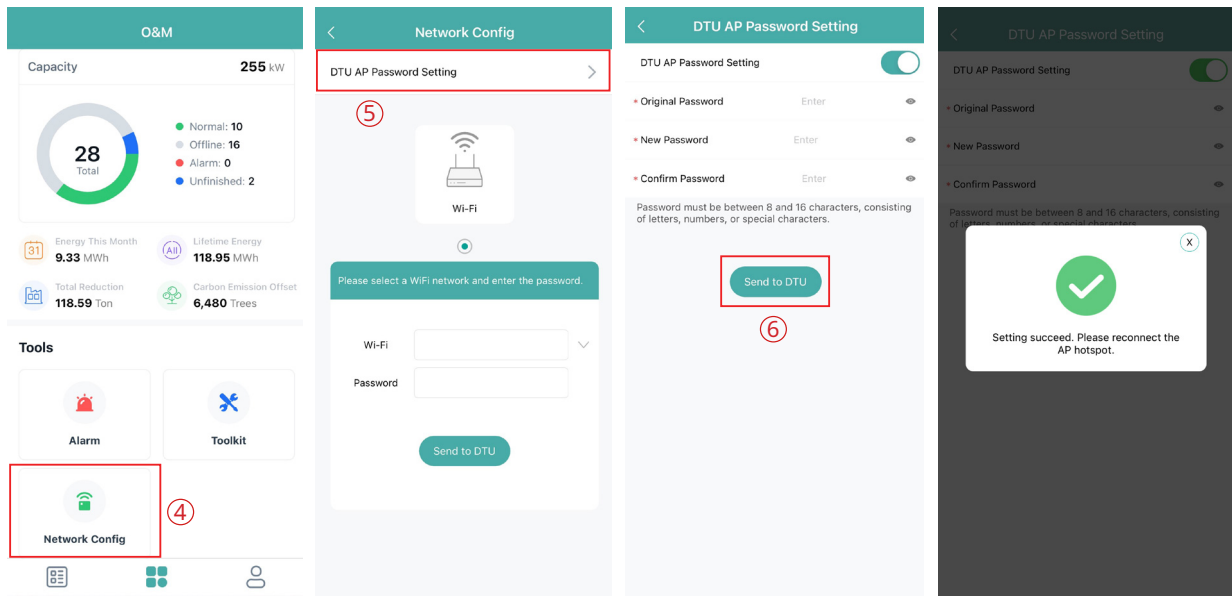 O&M
Capacity 255 kW
28
Total
Normal: 10
Offline: 16
Alarm: 0
Unfinished: 2
31
Energy This Month
9.33 MWh
All
Lifetime Energy
118.95 MWh
Total Reduction
118.59 Ton
Carbon Emission Offset
6,480 Trees
Tools
Alarm
Toolkit
Network Config
④
Network Config
DTU AP Password Setting
⑤
Wi-Fi
Please select a WiFi network and enter the password.
Wi-Fi
Password
Send to DTU
DTU AP Password Setting
DTU AP Password Setting
* Original Password Enter
* New Password Enter
* Confirm Password Enter
Password must be between 8 and 16 characters, consisting
of letters, numbers, or special characters.
Send to DTU
⑥
DTU AP Password Setting
DTU AP Password Setting
* Original Password
* New Password
* Confirm Password
Password must be between 8 and 16 characters, consisting
of letters, numbers, or special characters.
X
Setting succeed. Please reconnect the
AP hotspot.